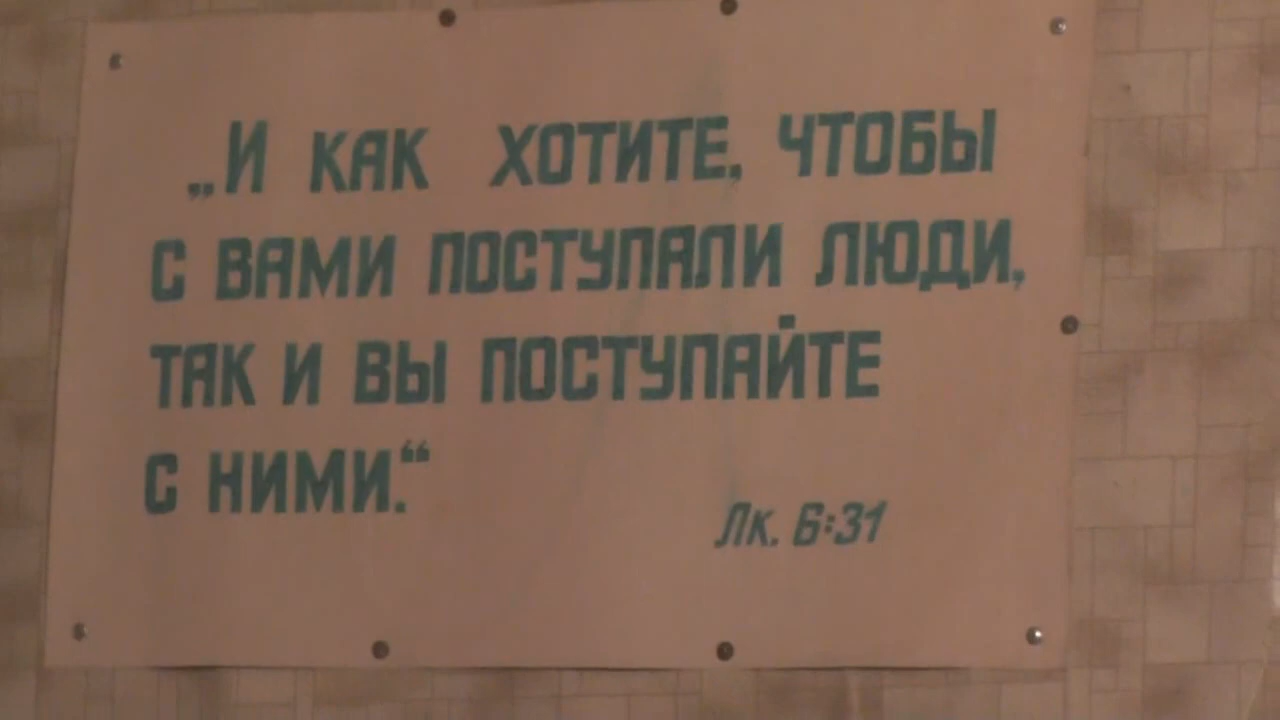 „И КАК ХОТИТЕ, ЧТОБЫ
С ВАМИ ПОСТУПАЛИ ЛЮДИ,
ТАК И ВЫ ПОСТУПАЙТЕ
С НИМИ.“
Лк. 6:31